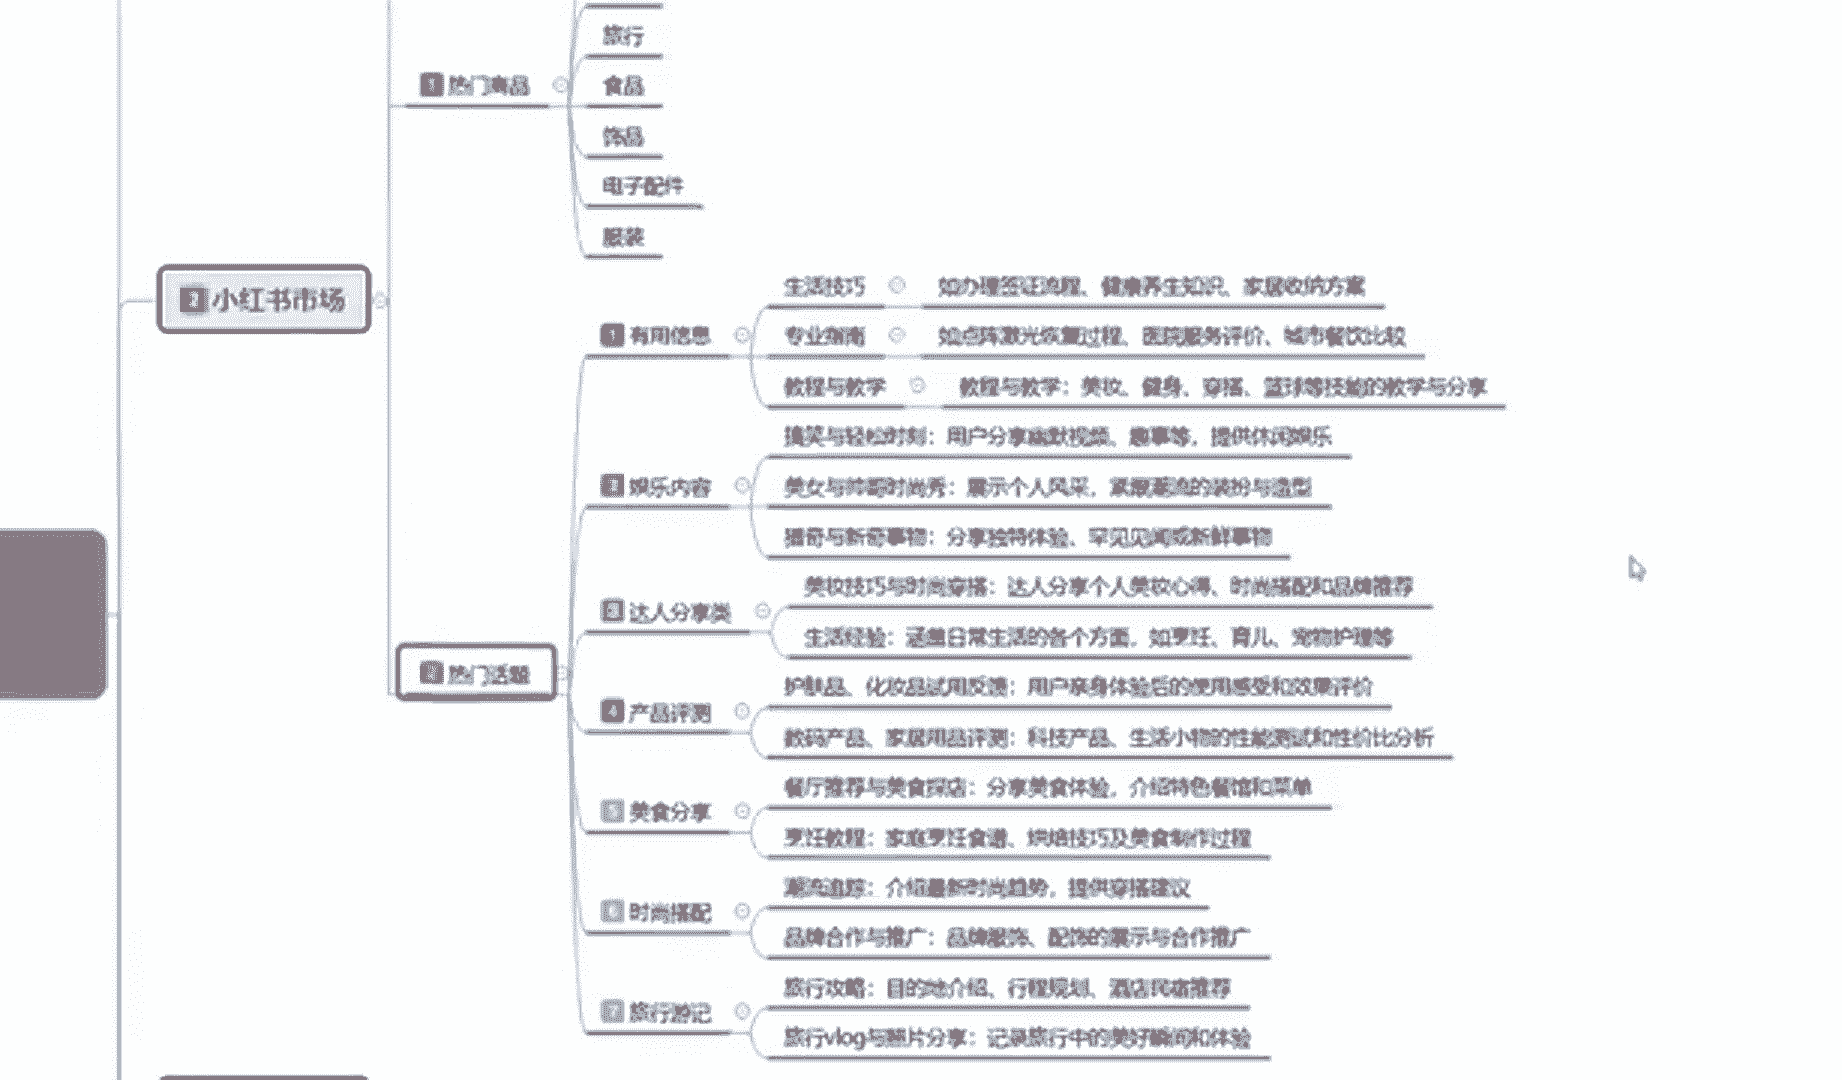 旅行
1 热门商品
食品
饰品
电子配件
服装
小红书市场
生活技巧
如办理签证流程、健康养生知识、家居收纳方案
1 有用信息
专业指南
如点阵激光恢复过程、医院服务评价、城市餐饮比较
教程与教学
教程与教学：美妆、健身、穿搭、篮球等技能的教学与分享
搞笑与轻松时刻：用户分享幽默视频、趣事等，提供休闲娱乐
娱乐内容
美女与帅哥时尚秀：展示个人风采，紧跟潮流的装扮与造型
猎奇与新奇事物：分享独特体验、罕见见闻或新鲜事物
美妆技巧与时尚穿搭：达人分享个人美妆心得、时尚搭配和品牌推荐
达人分享类
生活经验：涵盖日常生活的各个方面，如烹饪、育儿、宠物护理等
热门话题
护肤品、化妆品试用反馈：用户亲身体验后的使用感受和效果评价
4 产品评测
数码产品、家居用品评测：科技产品、生活小物的性能测试和性价比分析
餐厅推荐与美食探店：分享美食体验，介绍特色餐馆和菜单
美食分享
烹饪教程：家庭烹饪食谱、烘焙技巧及美食制作过程
潮流追踪：介绍最新时尚趋势，提供穿搭建议
时尚搭配
品牌合作与推广：品牌服饰、配饰的展示与合作推广
旅行攻略：目的地介绍、行程规划、酒店民宿推荐
7 旅行游记
旅行vlog与照片分享：记录旅行中的美好瞬间和体验